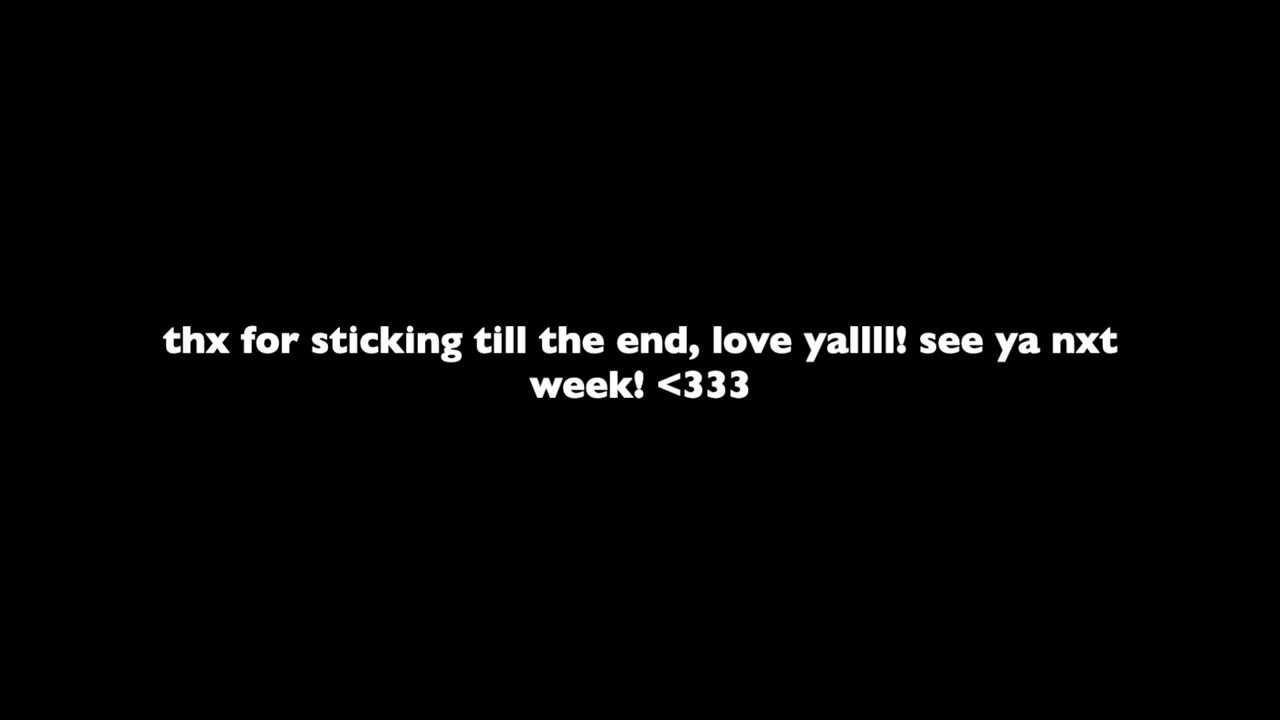 thx for sticking till the end, love yallll! see ya nxt
week! <333